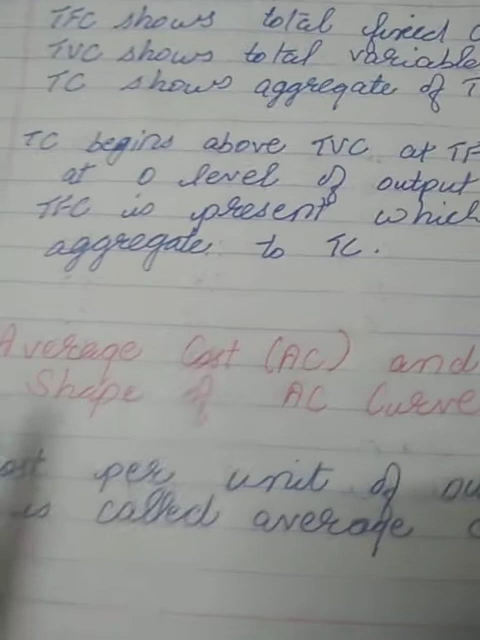 TFC shows total fixed
TVC shows total variable
TC shows aggregate of
TC begins above TVC at
at 0 level of output
TFC is present which
aggregate to TC.
Average Cost (AC) and
Shape of AC Curve
per unit of
is called average